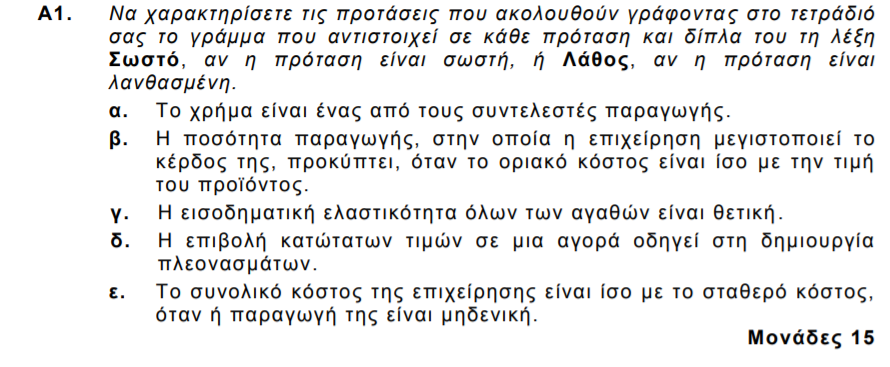 Α1. Να χαρακτηρίσετε τις προτάσεις που ακολουθούν γράφοντας στο τετράδιό
σας το γράμμα που αντιστοιχεί σε κάθε πρόταση και δίπλα του τη λέξη
Σωστό, αν η πρόταση είναι σωστή, ή Λάθος, αν η πρόταση είναι
λανθασμένη.
α. Το χρήμα είναι ένας από τους συντελεστές παραγωγής.
β. Η ποσότητα παραγωγής, στην οποία η επιχείρηση μεγιστοποιεί το
κέρδος της, προκύπτει, όταν το οριακό κόστος είναι ίσο με την τιμή
του προϊόντος.
γ. Η εισοδηματική ελαστικότητα όλων των αγαθών είναι θετική.
δ. Η επιβολή κατώτατων τιμών σε μια αγορά οδηγεί στη δημιουργία
πλεονασμάτων.
ε. Το συνολικό κόστος της επιχείρησης είναι ίσο με το σταθερό κόστος,
όταν ή παραγωγή της είναι μηδενική.
Μονάδες 15